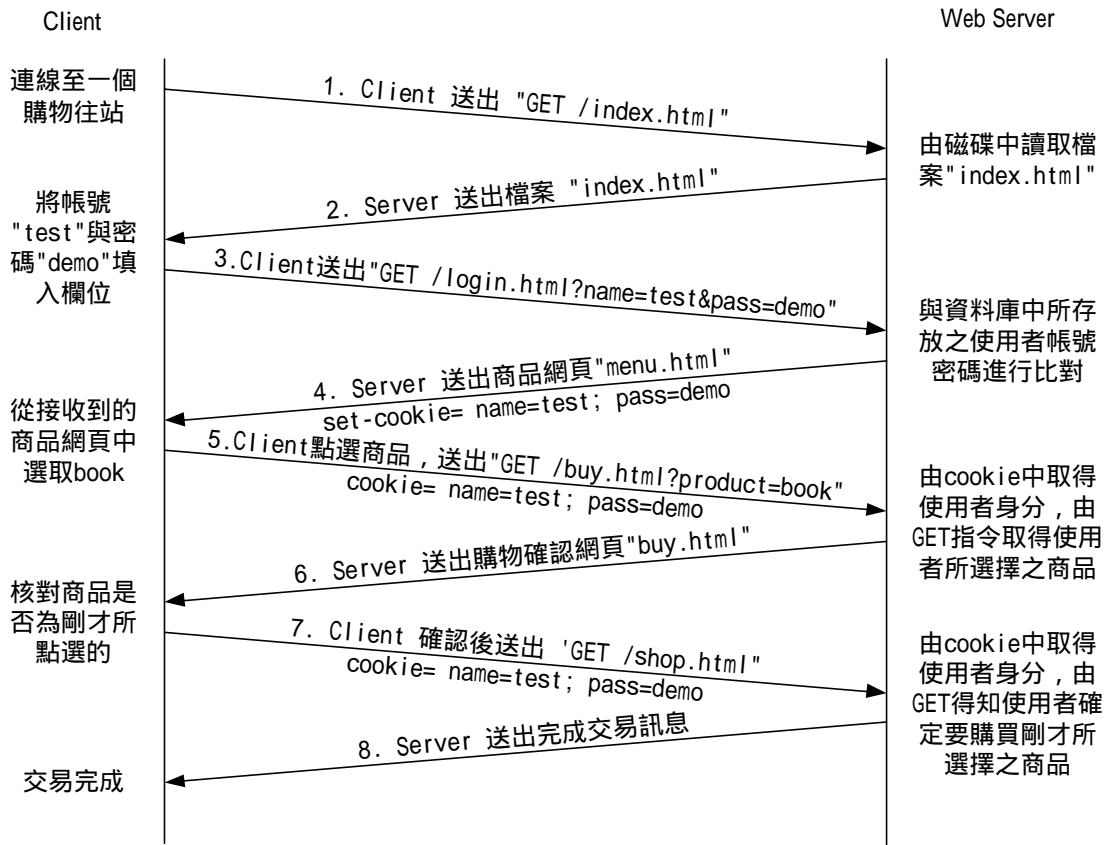 Client
Web Server
連線至一個
購物往站
1. Client 送出 "GET /index.html"
由磁碟中讀取檔
案"index.html"
2. Server 送出檔案 "index.html"
將帳號
"test"與密
碼"demo"填
入欄位
3.Client送出"GET /login.html?name=test&pass=demo"
與資料庫中所存
放之使用者帳號
密碼進行比對
4. Server 送出商品網頁"menu.html"
set-cookie= name=test; pass=demo
從接收到的
商品網頁中
選取book
5.Client點選商品，送出"GET /buy.html?product=book"
cookie= name=test; pass=demo
由cookie中取得
使用者身分，由
GET指令取得使用
者所選擇之商品
6. Server 送出購物確認網頁"buy.html"
核對商品是
否為剛才所
點選的
7. Client 確認後送出 'GET /shop.html"
cookie= name=test; pass=demo
由cookie中取得
使用者身分，由
GET得知使用者確
定要購買剛才所
選擇之商品
8. Server 送出完成交易訊息
交易完成